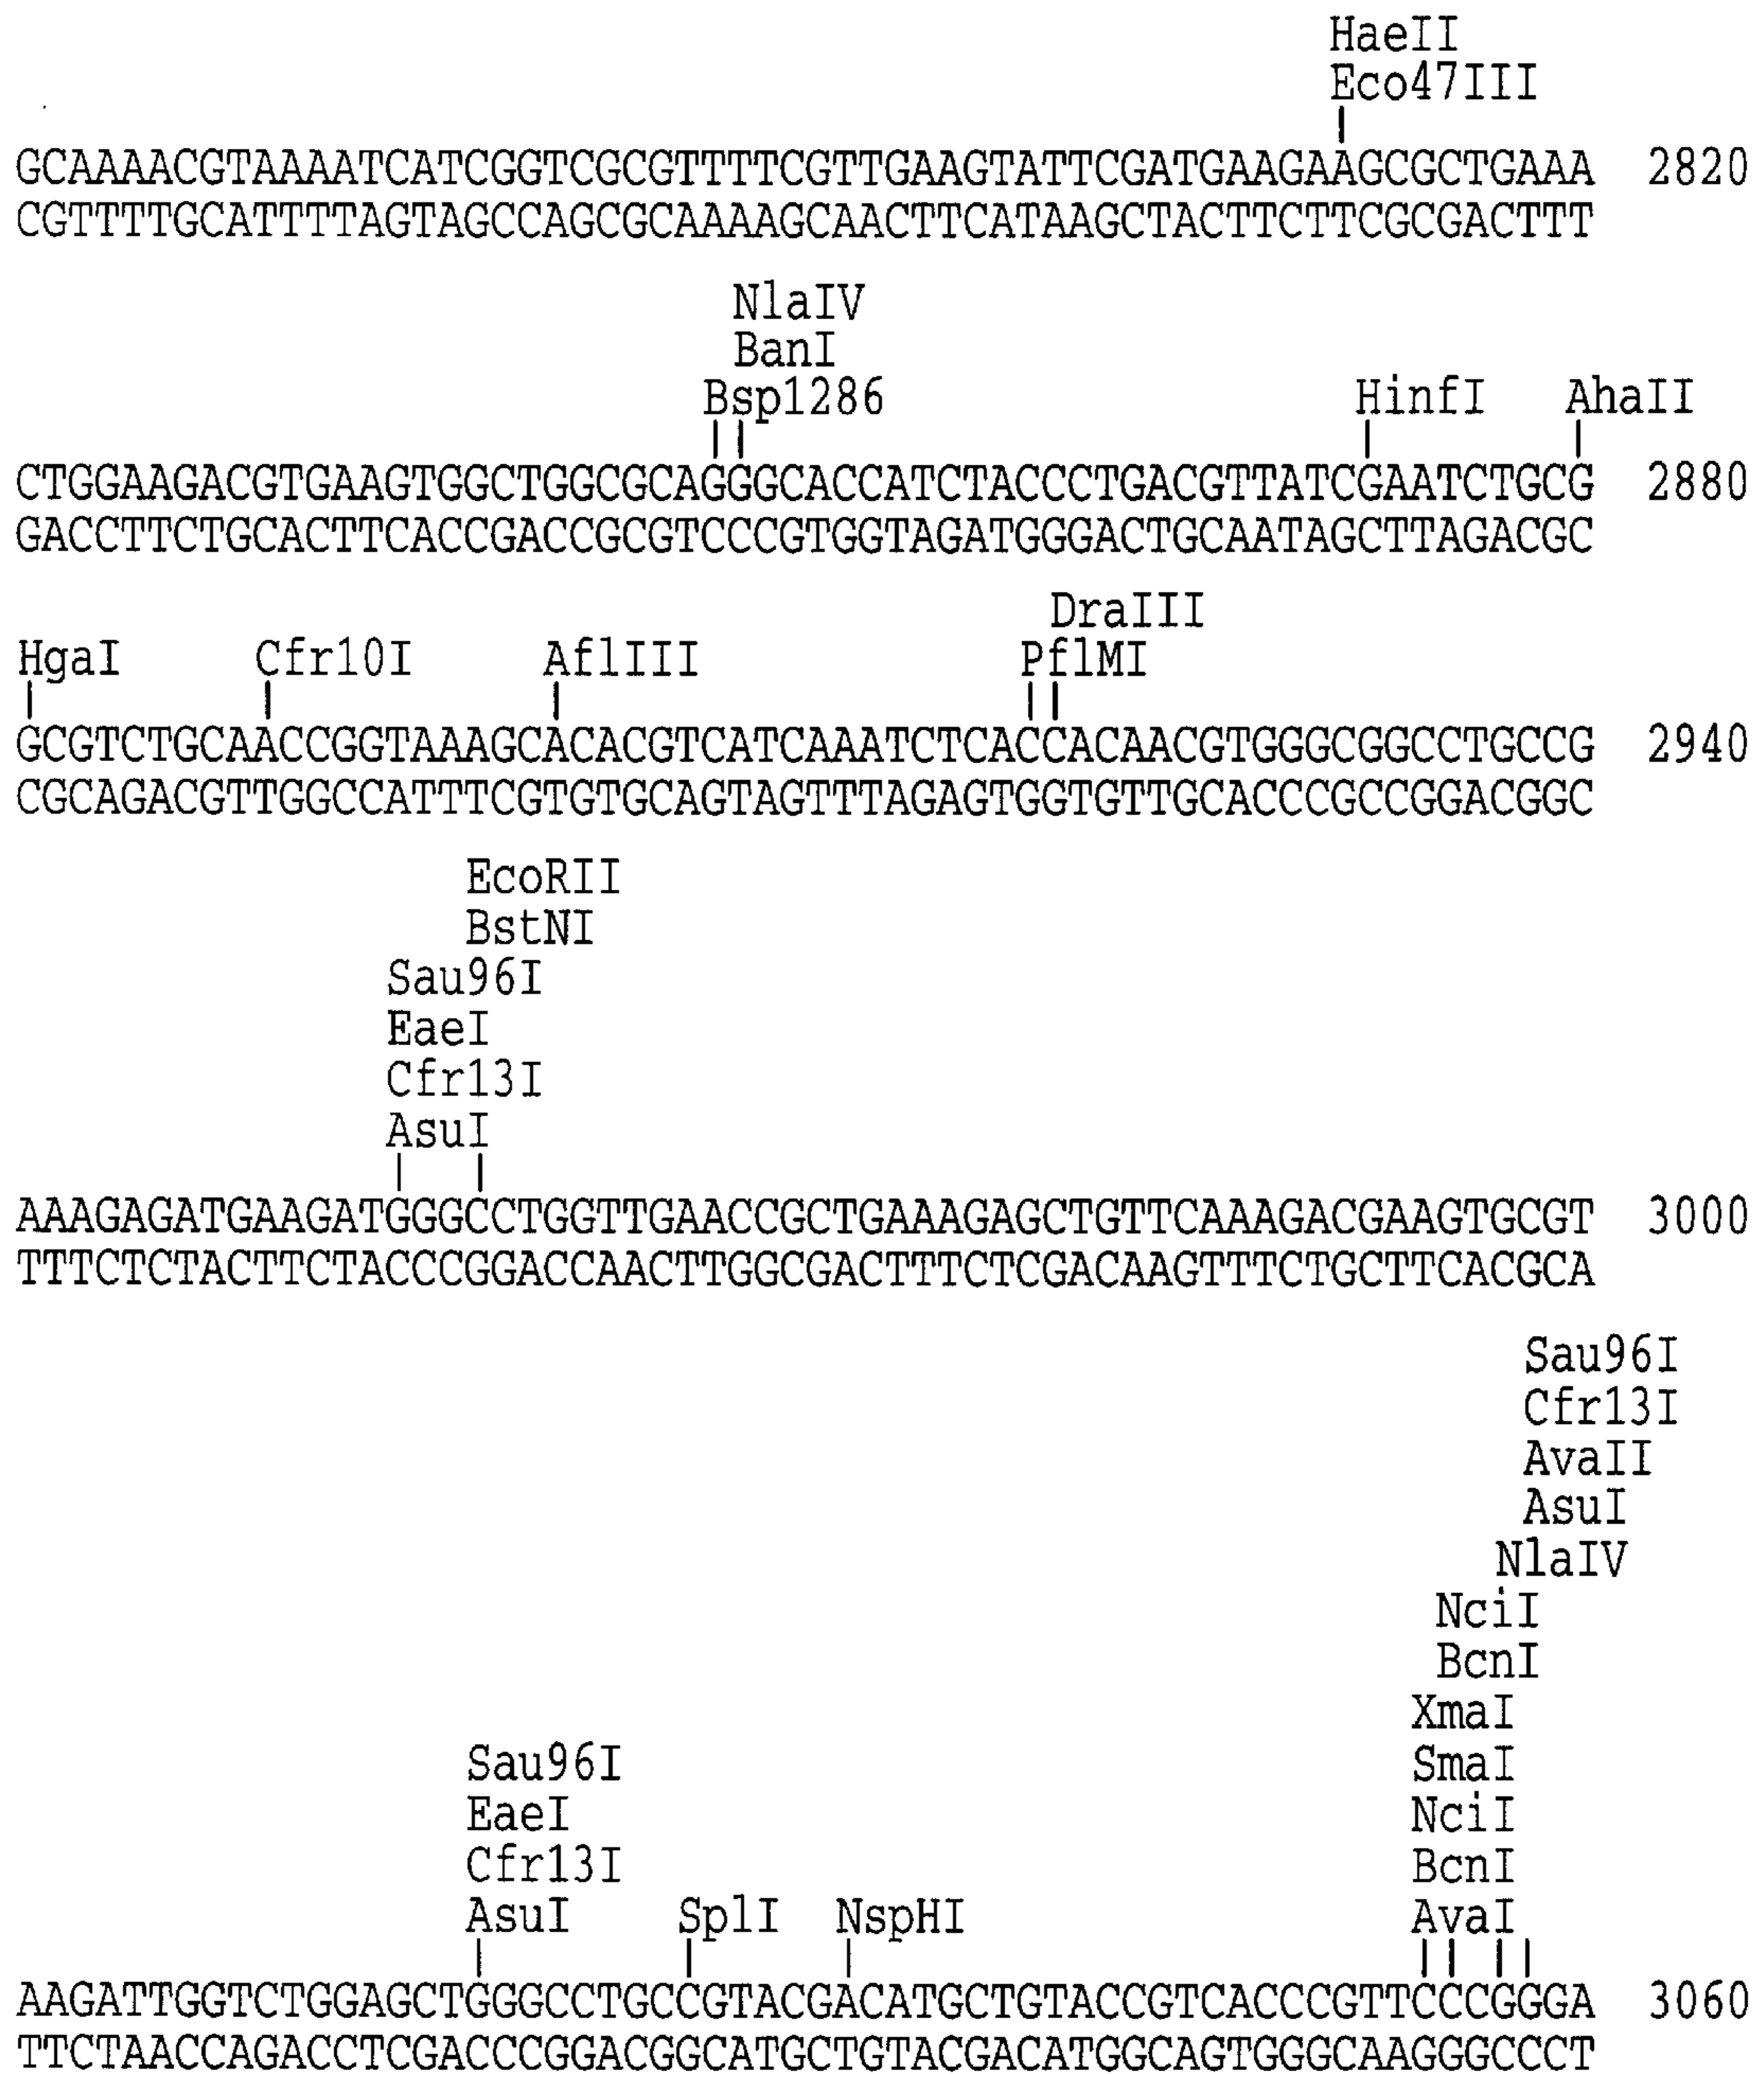 HaeII
Eco47III
GCAAAACGTAAAATCATCGGTCGCGTTTTCGTTGAAGTATTCGATGAAGAAGCGCTGAAA 2820
CGTTTTGCATTTTAGTAGCCAGCGCAAAAGCAACTTCATAAGCTACTTCTTCGCGACTTT
NlaIV
BanI
Bsp1286 HinfI AhaII
CTGGAAGACGTGAAGTGGCTGGCGCAGGGCACCATCTACCCTGACGTTATCGAATCTGCG 2880
GACCTTCTGCACTTCACCGACCGCGTCCCGTGGTAGATGGGACTGCAATAGCTTAGACGC
DraIII
HgaI Cfr10I AflIII PflMI
GCGTCTGCAACCGGTAAAGCACACGTCATCAAATCTCACCACAACGTGGGCGGCCTGCCG 2940
CGCAGACGTTGGCCATTTCGTGTGCAGTAGTTTAGAGTGGTGTTGCACCCGCCGGACGGC
EcoRII
BstNI
Sau96I
EaeI
Cfr13I
AsuI
AAAGAGATGAAGATGGGCCTGGTTGAACCGCTGAAAGAGCTGTTCAAAGACGAAGTGCGT 3000
TTTCTCTACTTCTACCCGGACCAACTTGGCGACTTTCTCGACAAGTTTCTGCTTCACGCA
Sau96I
Cfr13I
AvaII
AsuI
NlaIV
NciI
BcnI
XmaI
Sau96I SmaI
EaeI NciI
Cfr13I BcnI
AsuI SplI NspHI AvaI
AAGATTGGTCTGGAGCTGGGCCTGCCGTACGACATGCTGTACCGTCACCCGTTCCCGGGA 3060
TTCTAACCAGACCTCGACCCGGACGGCATGCTGTACGACATGGCAGTGGGCAAGGGCCCT